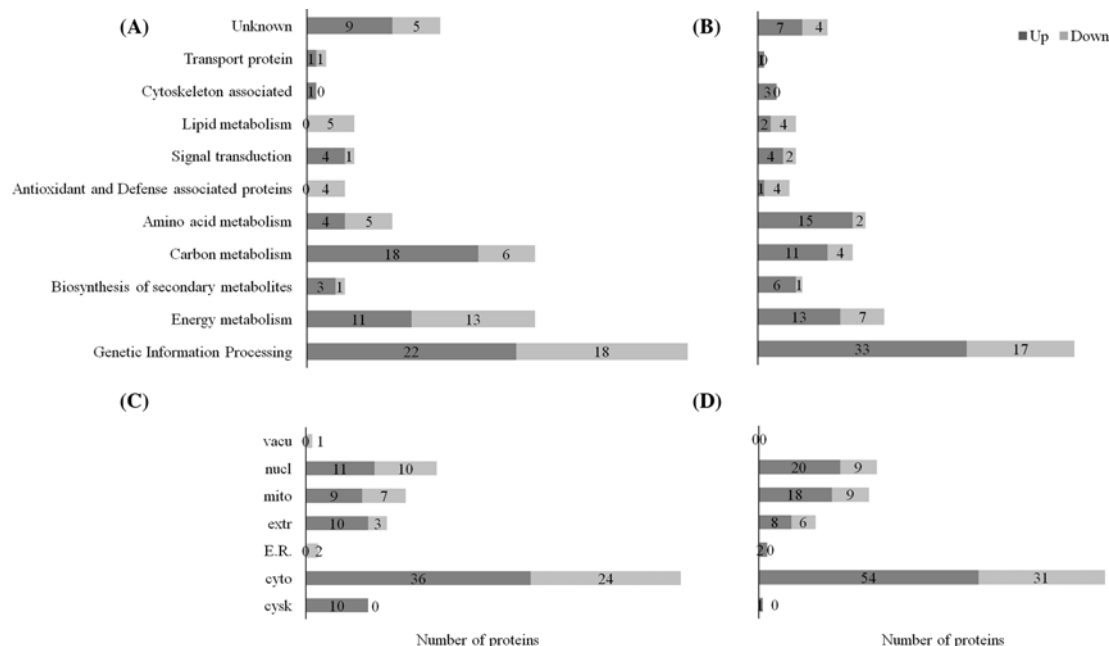 (A) (B)
Up Down
Unknown 9 5 7 4
Transport protein 1 1 1 0
Cytoskeleton associated 1 0 3 0
Lipid metabolism 0 5 2 4
Signal transduction 4 1 4 2
Antioxidant and Defense associated proteins 0 4 1 4
Amino acid metabolism 4 5 15 2
Carbon metabolism 18 6 11 4
Biosynthesis of secondary metabolites 3 1 6 1
Energy metabolism 11 13 13 7
Genetic Information Processing 22 18 33 17
(C) (D)
vacu 0 1 0 0
nucl 11 10 20 9
mito 9 7 18 9
extr 10 3 8 6
E.R. 0 2 2 0
cyto 36 24 54 31
cysk 10 0 1 0
Number of proteins Number of proteins